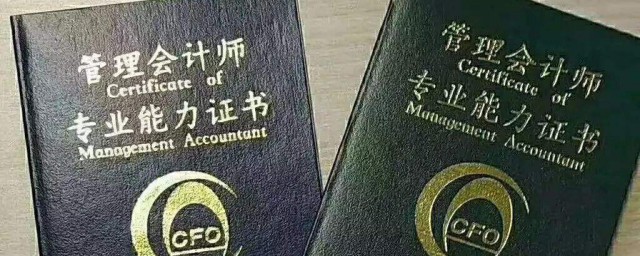 管理会计师
Certificate of
专业能力证书
Management Accountant
CFO
管理会计师
Certificate of
专业能力证书
Management Accountant
CFO